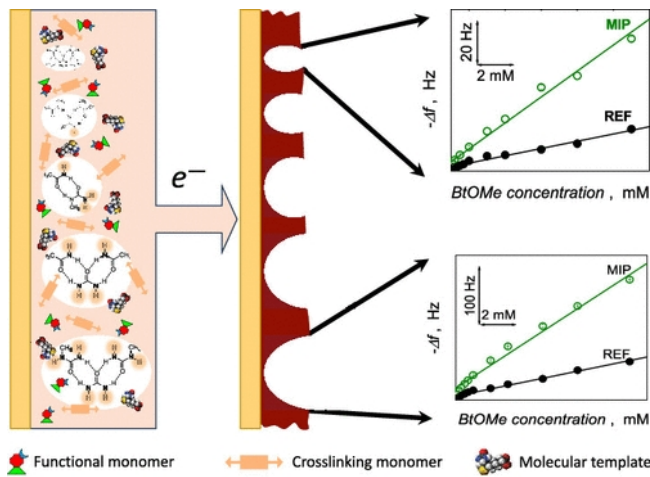 e⁻
MIP
20 Hz
2 mM
REF
-Δf, Hz
BtOMe concentration , mM
MIP
100 Hz
2 mM
REF
-Δf, Hz
BtOMe concentration , mM
Functional monomer
Crosslinking monomer
Molecular template